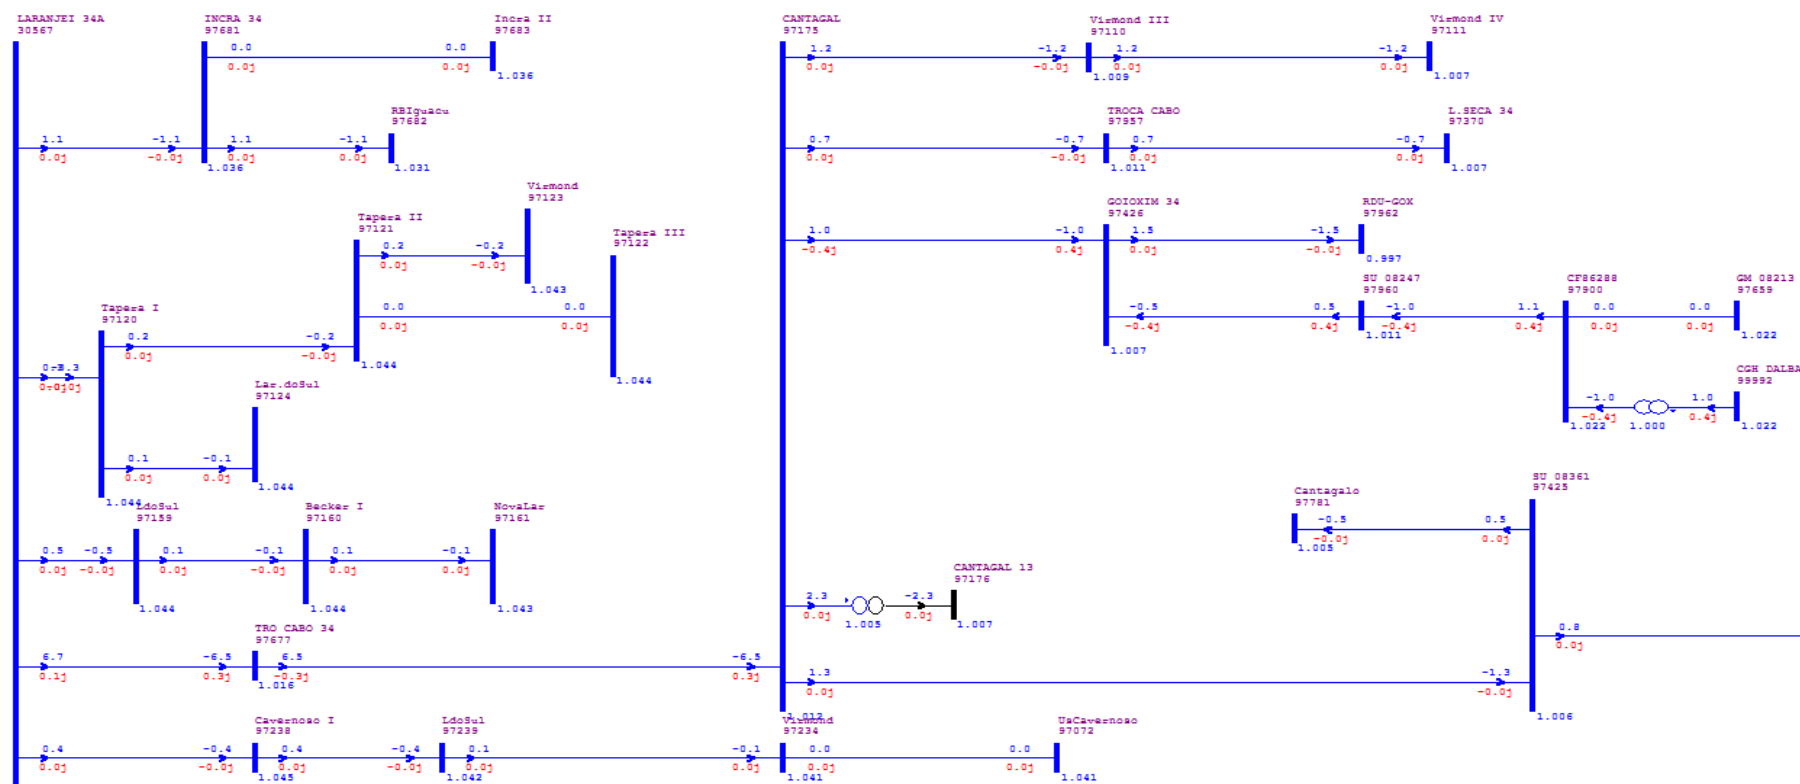 LARANJEI 34A
30567
INCRA 34
97681
Incra II
97683
0.0 0.0
0.0j 0.0j
1.036
RBIguacu
97682
1.1 -1.1 1.1 -1.1
0.0j -0.0j 0.0j 0.0j
1.036 1.031
Virmond
97123
Tapera II
97121
0.2 -0.2
0.0j -0.0j
1.043
Tapera III
97122
0.0 0.0
0.0j 0.0j
Tapera I
97120
0.2 -0.2
0.0j -0.0j
1.044 1.044
Lar.doSul
97124
0.1 -0.1
0.0j 0.0j
1.044 1.044
LdoSul
97159
Becker I
97160
NovaLar
97161
0.5 -0.5 0.1 -0.1 0.1 -0.1
0.0j -0.0j 0.0j -0.0j 0.0j 0.0j
1.044 1.044 1.043
TRO CABO 34
97677
6.7 -6.5 6.5 -6.5
0.1j 0.3j -0.3j 0.3j
1.016
Cavernoso I
97238
LdoSul
97239
Virmond
97234
UsCavernoso
97072
0.4 -0.4 0.4 -0.4 0.1 -0.1 0.0 0.0
0.0j -0.0j 0.0j -0.0j 0.0j 0.0j 0.0j 0.0j
1.045 1.042 1.041 1.041
CANTAGAL
97175
Virmond III
97110
Virmond IV
97111
1.2 -1.2 1.2 -1.2
0.0j -0.0j 0.0j 0.0j
1.009 1.007
TROCA CABO
97957
L.SECA 34
97370
0.7 -0.7 0.7 -0.7
0.0j -0.0j 0.0j 0.0j
1.011 1.007
GOIOXIM 34
97426
RDU-GOX
97962
1.0 -1.0 1.5 -1.5
-0.4j 0.4j 0.0j -0.0j
0.997
SU 08247
97960
CF86288
97900
GM 08213
97659
-0.5 0.5 -1.0 1.1 0.0 0.0
-0.4j 0.4j -0.4j 0.4j 0.0j 0.0j
1.007 1.011 1.022
CGH DALBA
99992
-1.0 1.0
-0.4j 0.4j
1.022 1.000 1.022
SU 08361
97425
Cantagalo
97781
-0.5 0.5
-0.0j 0.0j
1.005
CANTAGAL 13
97176
2.3 -2.3
0.0j 0.0j
1.005 1.007
0.8
0.0j
1.3 -1.3
0.0j -0.0j
1.012 1.006